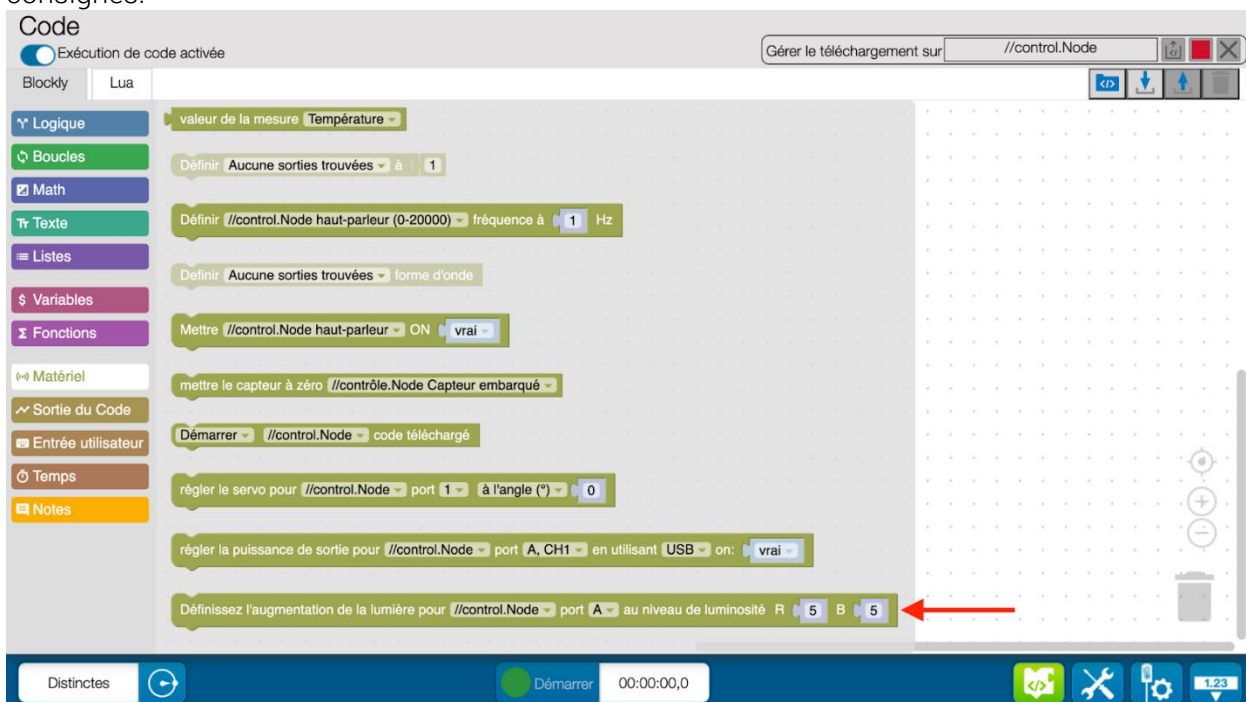 consignes.
Code
Exécution de code activée
Gérer le téléchargement sur //control.Node
Blockly Lua
Logique
Boucles
Math
Tr Texte
Listes
$ Variables
Σ Fonctions
Matériel
Sortie du Code
Entrée utilisateur
Temps
Notes
valeur de la mesure Température
Définir Aucune sorties trouvées à 1
Définir //control.Node haut-parleur (0-20000) fréquence à 1 Hz
Definir Aucune sorties trouvées forme d'onde
Mettre //control.Node haut-parleur ON vrai
mettre le capteur à zéro //contrôle.Node Capteur embarqué
Démarrer //control.Node code téléchargé
régler le servo pour //control.Node port 1 à l'angle (°) 0
régler la puissance de sortie pour //control.Node port A, CH1 en utilisant USB on: vrai
Définissez l'augmentation de la lumière pour //control.Node port A au niveau de luminosité R 5 B 5
Distinctes
Démarrer 00:00:00,0
1.23